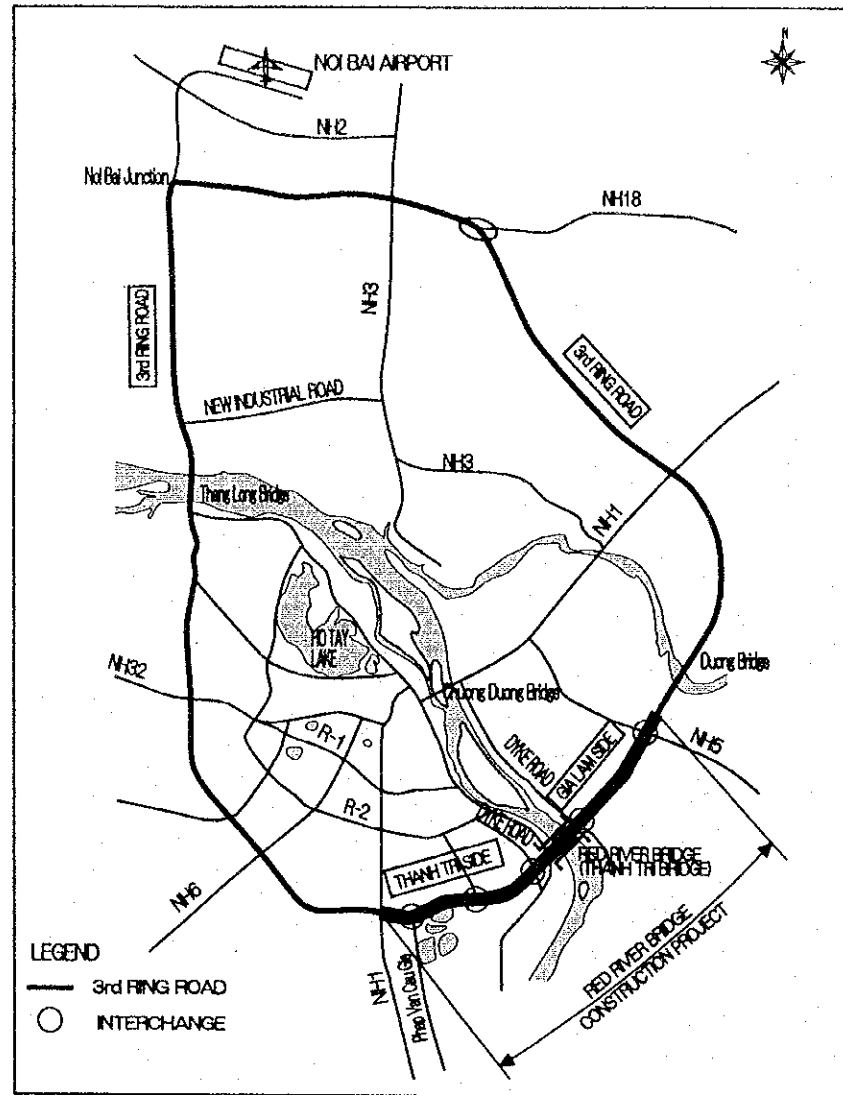 N
NOI BAI AIRPORT
NH2
Noi Bai Junction
NH18
3rd RING ROAD
NH3
3rd RING ROAD
NEW INDUSTRIAL ROAD
NH3
Thang Long Bridge
NH1
HO TAY
LAKE
NH32
Chuong Duong Bridge
Duong Bridge
R-1
NH5
R-2
DYKE ROAD
GIA LAM SIDE
DYKE ROAD
THANH TRI SIDE
RED RIVER BRIDGE
(THANH TRI BRIDGE)
NH6
RED RIVER BRIDGE
CONSTRUCTION PROJECT
NH1
Phap Van Cau Gie
LEGEND
3rd RING ROAD
INTERCHANGE